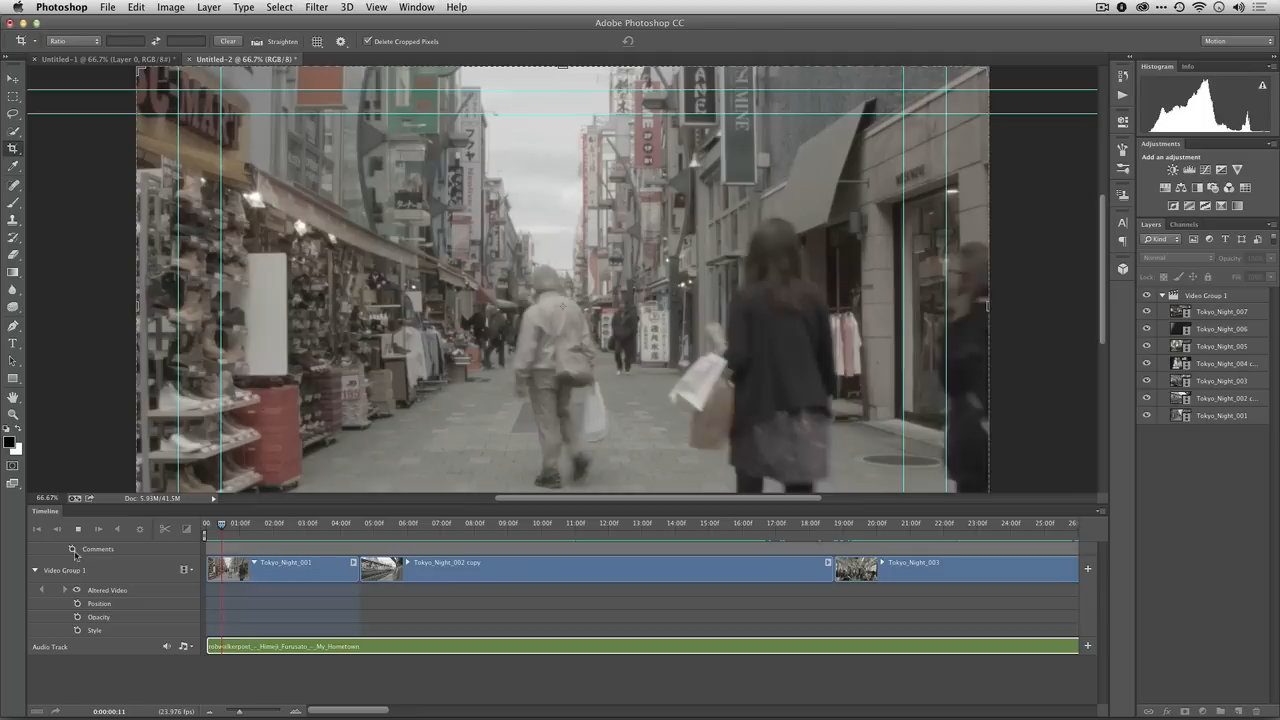 Photoshop File Edit Image Layer Type Select Filter 3D View Window Help
Adobe Photoshop CC
Ratio Clear Straighten Delete Cropped Pixels Motion
Untitled-1 @ 66.7% (Layer 0, RGB/8#) * Untitled-2 @ 66.7% (RGB/8) *
Histogram Info
Adjustments
Add an adjustment
Layers Channels
Kind
Normal Opacity:
Lock: Fill:
Video Group 1
Tokyo_Night_007
Tokyo_Night_006
Tokyo_Night_005
Tokyo_Night_004 c...
Tokyo_Night_003
Tokyo_Night_002 c...
Tokyo_Night_001
66.67% Doc: 5.93M/41.5M
Timeline
00 01:00f 02:00f 03:00f 04:00f 05:00f 06:00f 07:00f 08:00f 09:00f 10:00f 11:00f 12:00f 13:00f 14:00f 15:00f 16:00f 17:00f 18:00f 19:00f 20:00f 21:00f 22:00f 23:00f 24:00f 25:00f 26:
Comments
Video Group 1
Tokyo_Night_001 Tokyo_Night_002 copy Tokyo_Night_003
Altered Video
Position
Opacity
Style
Audio Track
robwalkerpoet_-_Himeji_Furusato_-_My_Hometown
0:00:00:11 (23.976 fps)